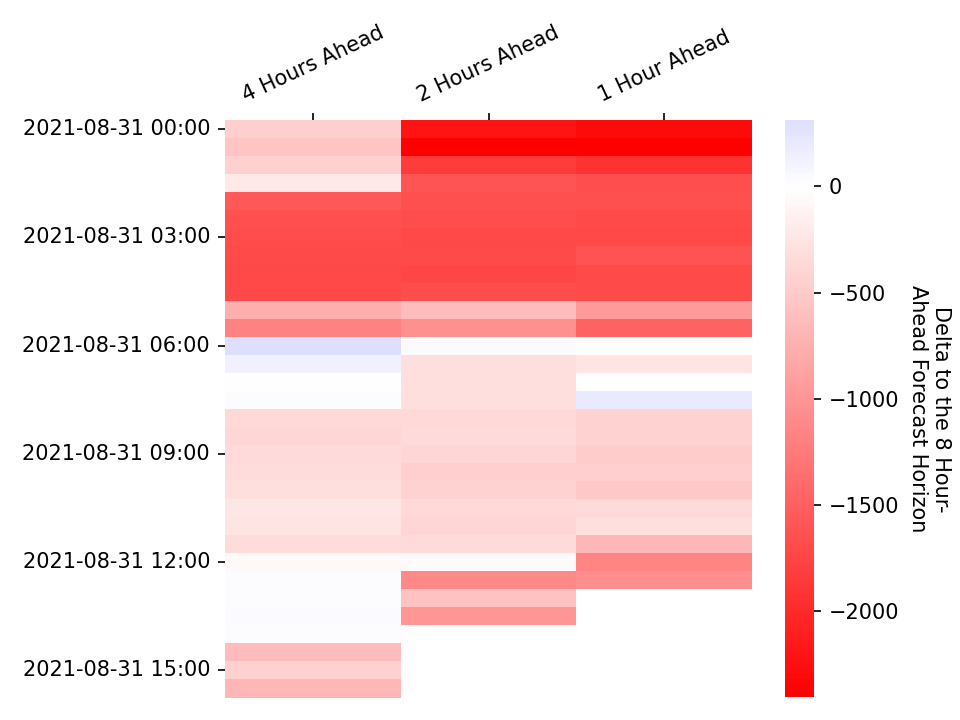 4 Hours Ahead
2 Hours Ahead
1 Hour Ahead
2021-08-31 00:00
2021-08-31 03:00
2021-08-31 06:00
2021-08-31 09:00
2021-08-31 12:00
2021-08-31 15:00
0
−500
−1000
−1500
−2000
Delta to the 8 Hour-
Ahead Forecast Horizon